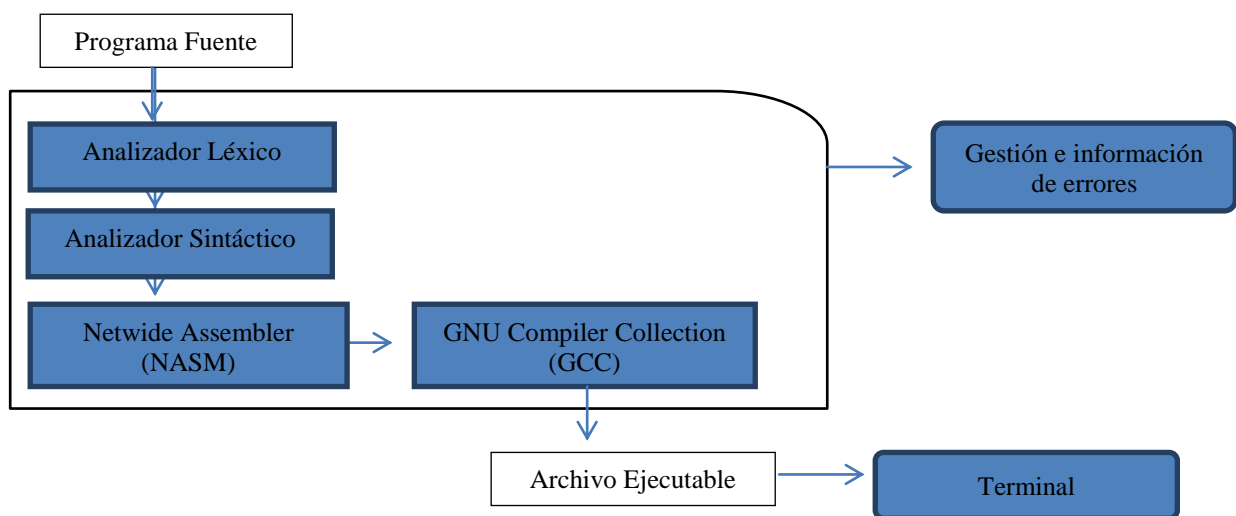 Programa Fuente
Analizador Léxico
Gestión e información
de errores
Analizador Sintáctico
Netwide Assembler
(NASM)
GNU Compiler Collection
(GCC)
Archivo Ejecutable
Terminal